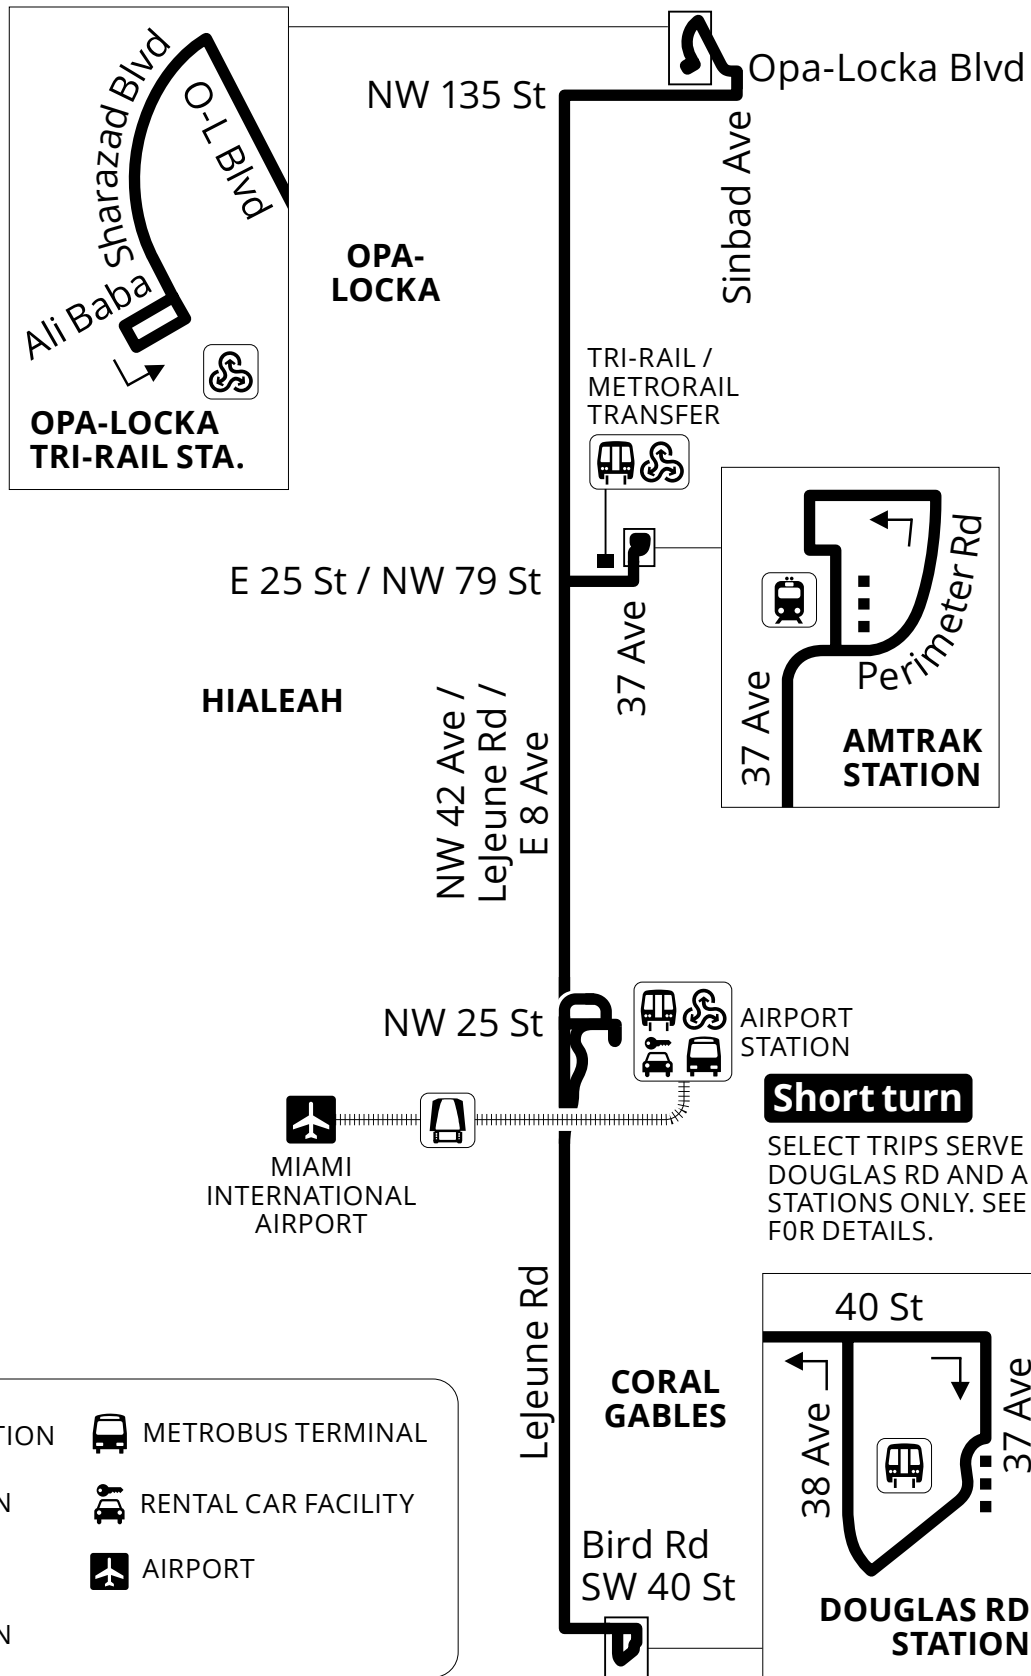 Sharazad Blvd
O-L Blvd
Ali Baba
OPA-LOCKA
TRI-RAIL STA.
Opa-Locka Blvd
NW 135 St
Sinbad Ave
OPA-
LOCKA
TRI-RAIL /
METRORAIL
TRANSFER
E 25 St / NW 79 St
37 Ave
Perimeter Rd
37 Ave
AMTRAK
STATION
HIALEAH
NW 42 Ave /
LeJeune Rd /
E 8 Ave
NW 25 St
AIRPORT
STATION
MIAMI
INTERNATIONAL
AIRPORT
Short turn
SELECT TRIPS SERVE
DOUGLAS RD AND A
STATIONS ONLY. SEE
F0R DETAILS.
LeJeune Rd
CORAL
GABLES
40 St
38 Ave
37 Ave
DOUGLAS RD
STATION
Bird Rd
SW 40 St
TION
METROBUS TERMINAL
N
RENTAL CAR FACILITY
AIRPORT
N